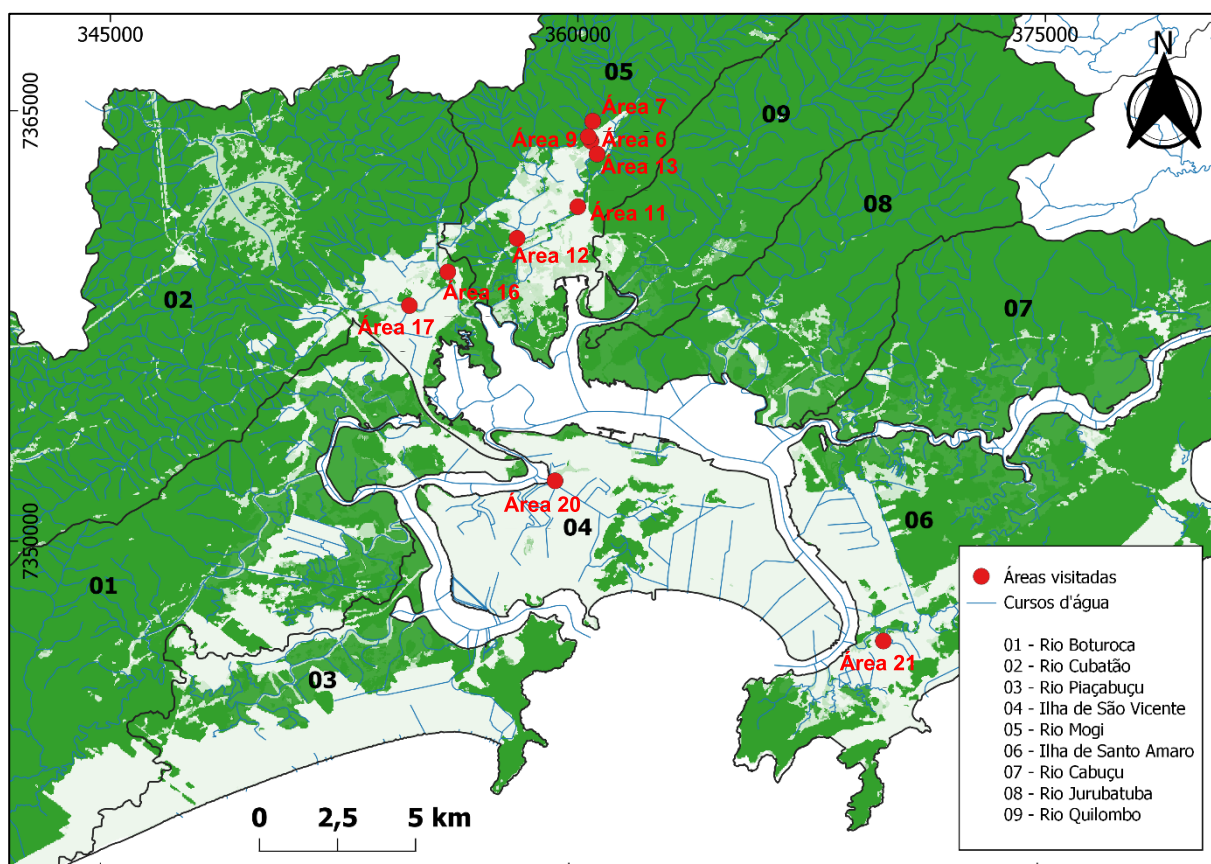 345000
360000
375000
N
7365000
7350000
05
09
08
07
02
01
03
04
06
Área 7
Área 9
Área 6
Área 13
Área 11
Área 12
Área 16
Área 17
Área 20
Área 21
0 2,5 5 km
Áreas visitadas
Cursos d'água
01 - Rio Boturoca
02 - Rio Cubatão
03 - Rio Piaçabuçu
04 - Ilha de São Vicente
05 - Rio Mogi
06 - Ilha de Santo Amaro
07 - Rio Cabuçu
08 - Rio Jurubatuba
09 - Rio Quilombo